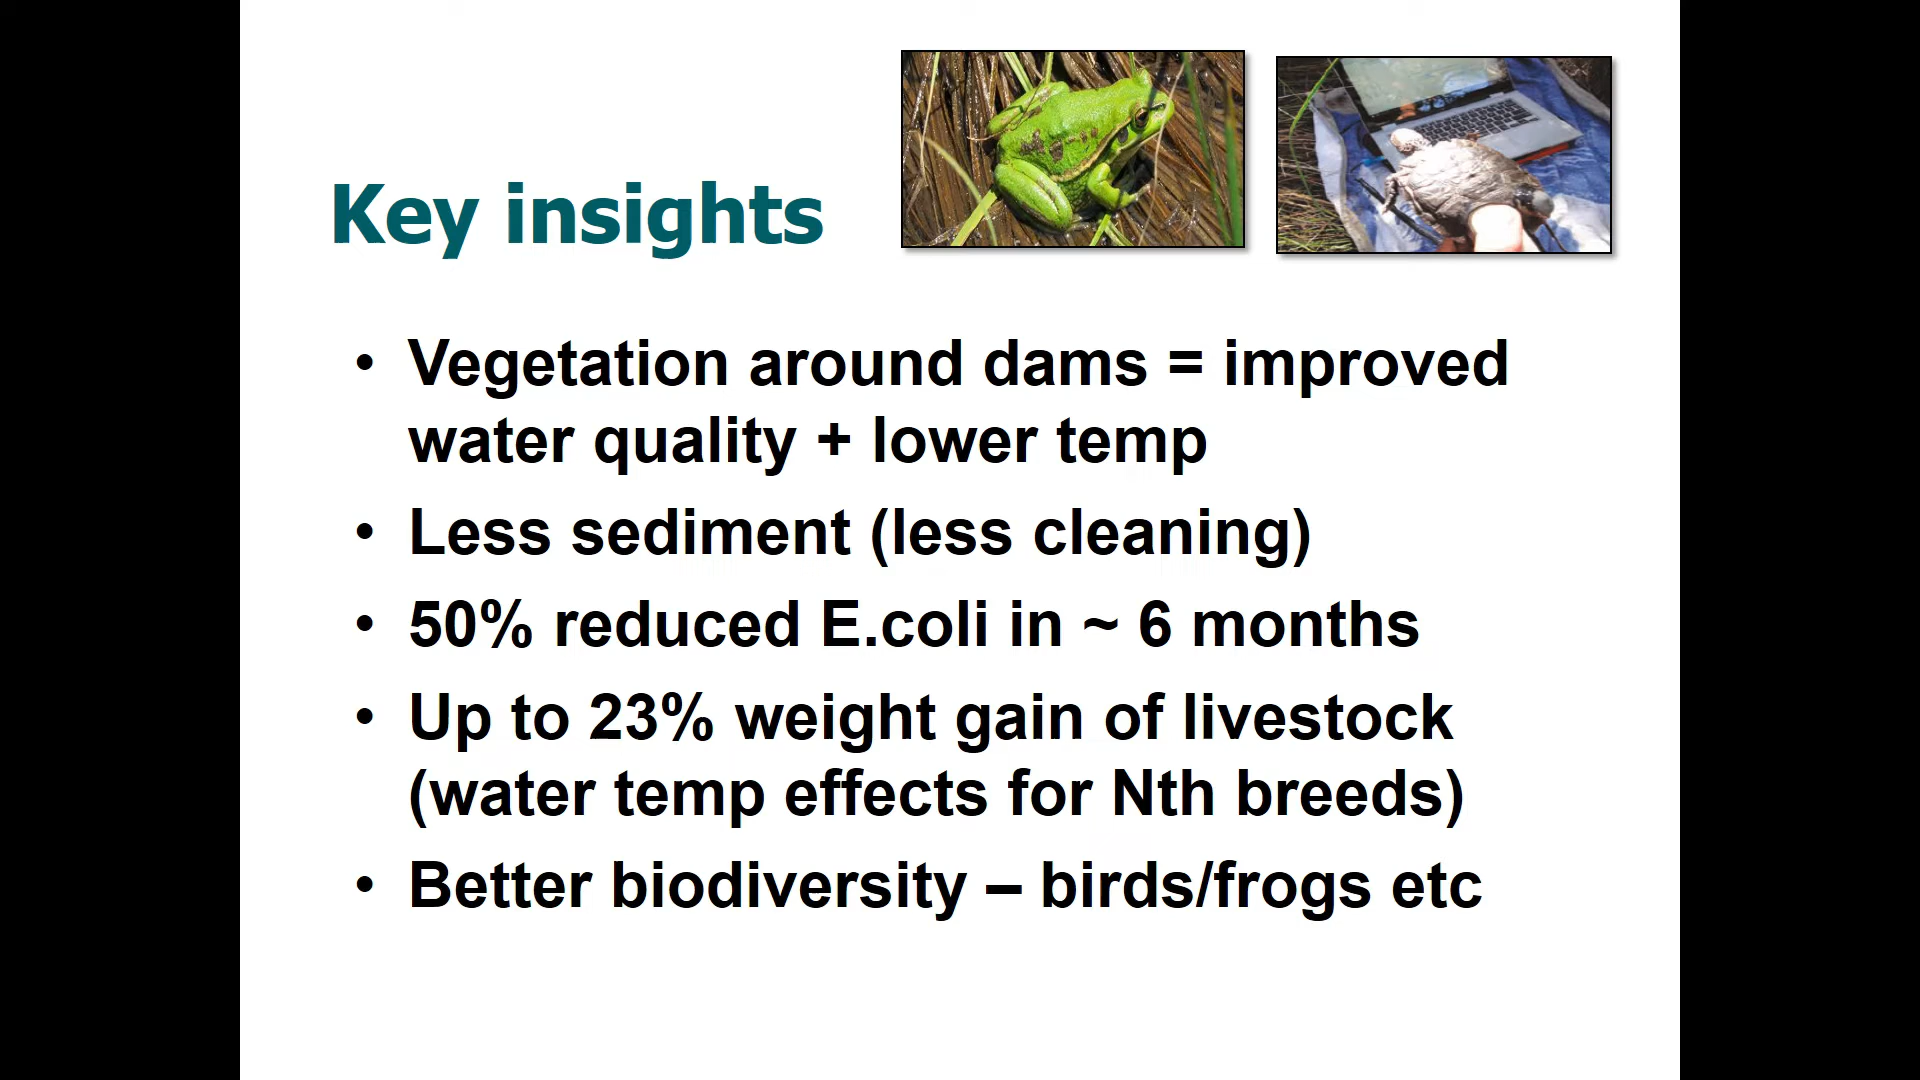 Key insights
• Vegetation around dams = improved
water quality + lower temp
• Less sediment (less cleaning)
• 50% reduced E.coli in ~ 6 months
• Up to 23% weight gain of livestock
(water temp effects for Nth breeds)
• Better biodiversity – birds/frogs etc